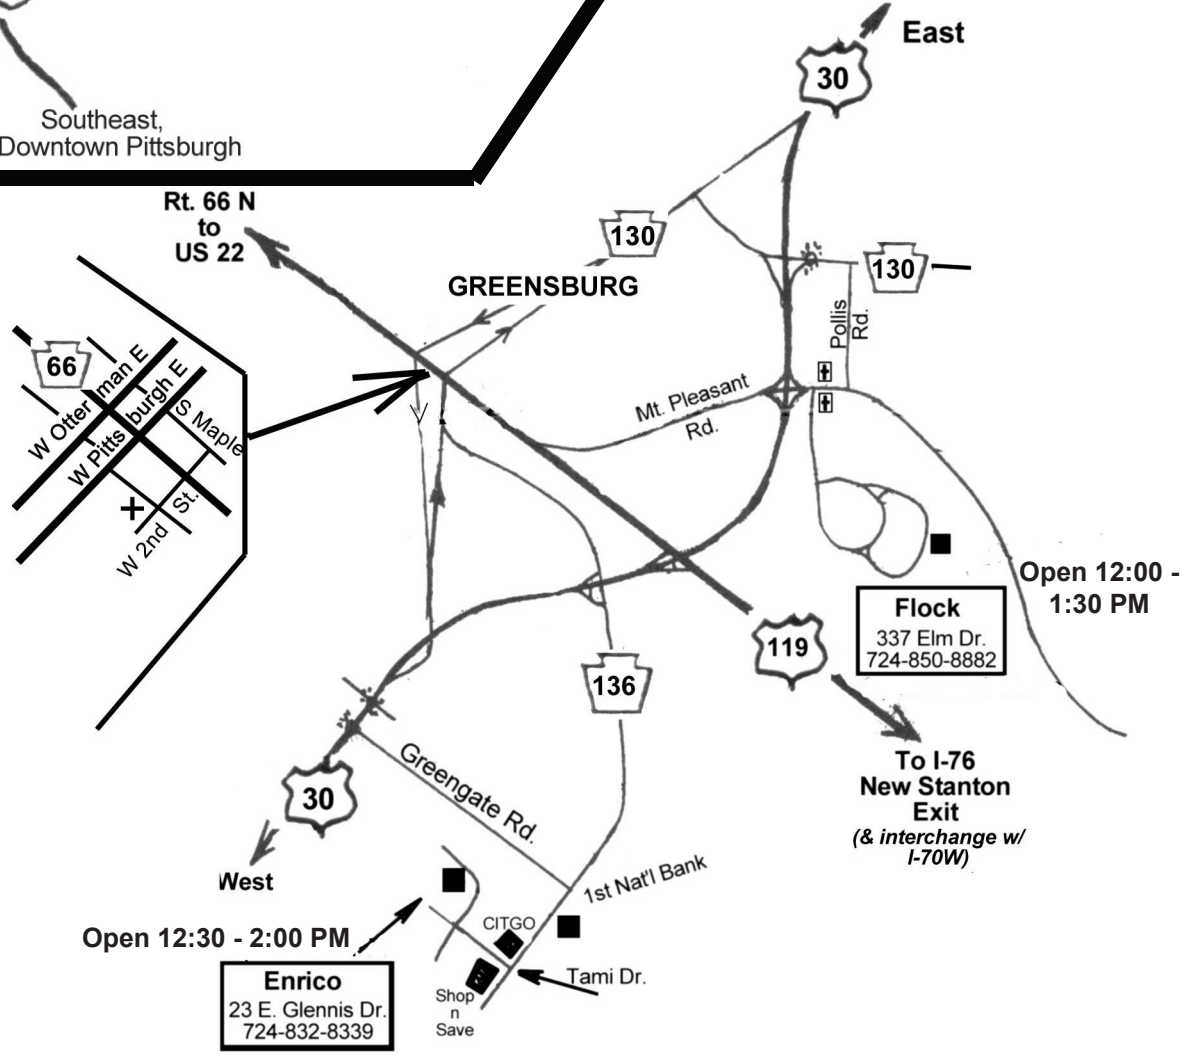 East
30
Southeast,
Downtown Pittsburgh
Rt. 66 N
to
US 22
130
130
GREENSBURG
Pollis
Rd.
66
W Otterman E
W Pittsburgh E
S Maple
W 2nd St.
Mt. Pleasant
Rd.
Open 12:00 -
1:30 PM
Flock
337 Elm Dr.
724-850-8882
119
136
To I-76
New Stanton
Exit
(& interchange w/
I-70W)
Greengate Rd.
30
West
1st Nat'l Bank
CITGO
Open 12:30 - 2:00 PM
Enrico
23 E. Glennis Dr.
724-832-8339
Tami Dr.
Shop
n
Save